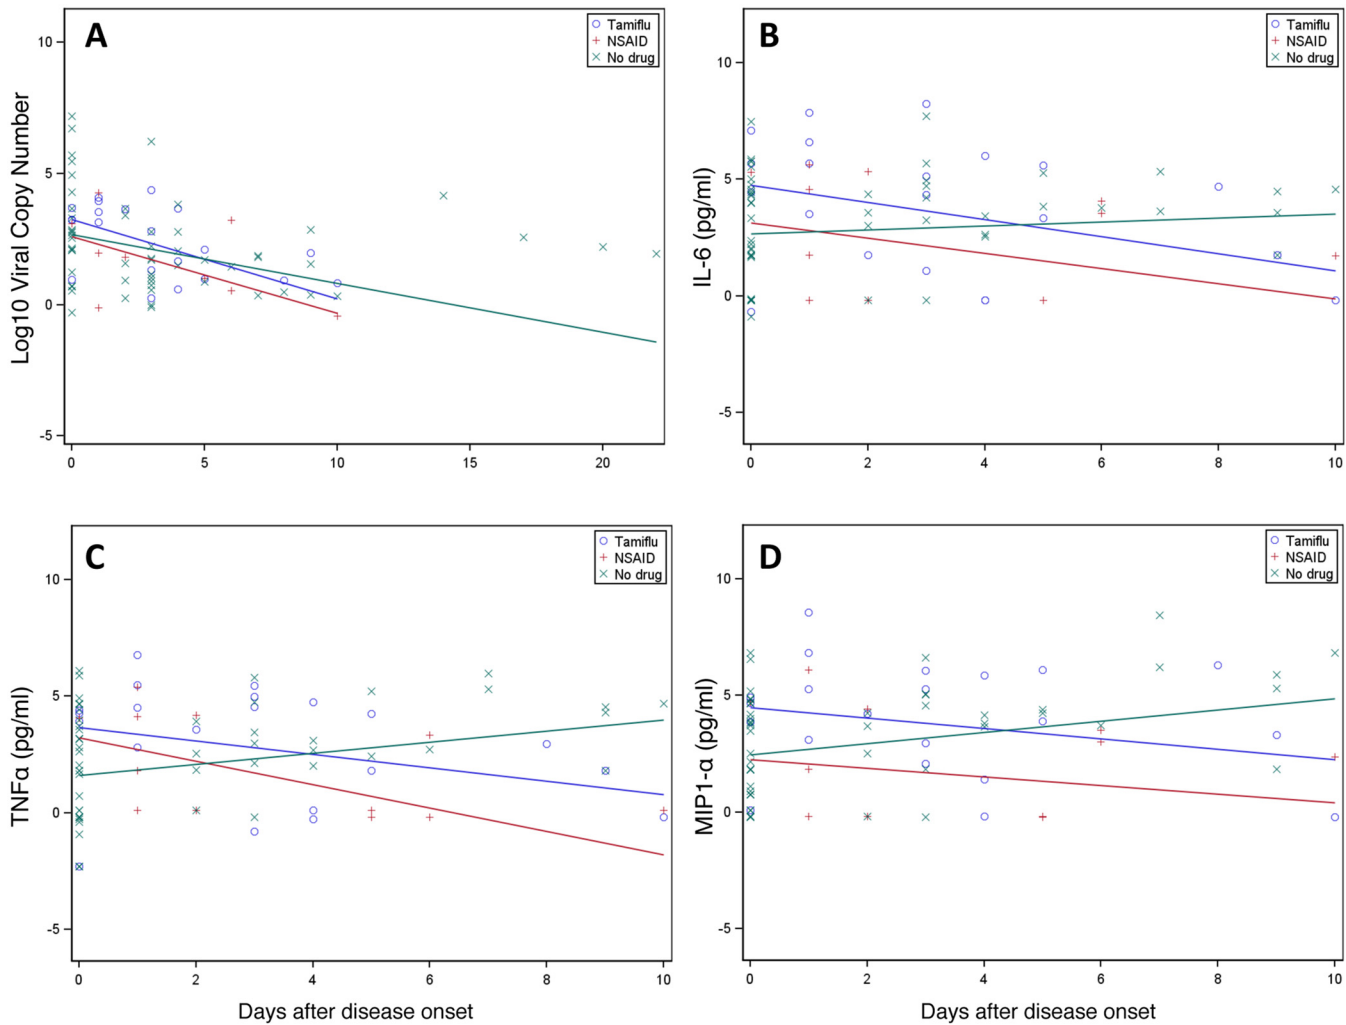 A
Tamiflu
NSAID
No drug
10
5
0
-5
Log10 Viral Copy Number
0 5 10 15 20
B
Tamiflu
NSAID
No drug
10
5
0
-5
IL-6 (pg/ml)
0 2 4 6 8 10
C
Tamiflu
NSAID
No drug
10
5
0
-5
TNFα (pg/ml)
0 2 4 6 8 10
Days after disease onset
D
Tamiflu
NSAID
No drug
10
5
0
-5
MIP1-α (pg/ml)
0 2 4 6 8 10
Days after disease onset